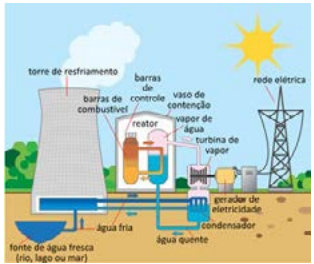 torre de resfriamento
barras
de
controle
barras de
combustível
reator
vaso de
contenção
vapor de
água
turbina de
vapor
rede elétrica
gerador de
eletricidade
condensador
água fria
água quente
fonte de água fresca
(rio, lago ou mar)